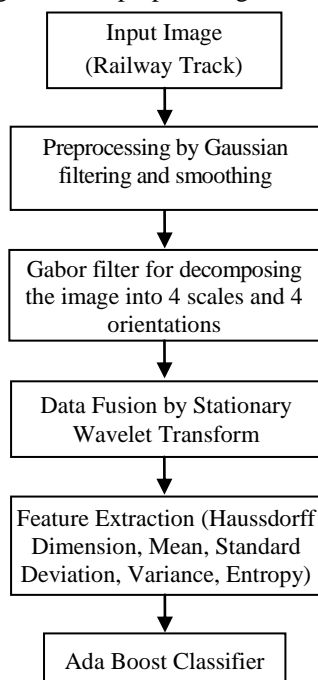 Input Image
(Railway Track)
Preprocessing by Gaussian
filtering and smoothing
Gabor filter for decomposing
the image into 4 scales and 4
orientations
Data Fusion by Stationary
Wavelet Transform
Feature Extraction (Haussdorff
Dimension, Mean, Standard
Deviation, Variance, Entropy)
Ada Boost Classifier